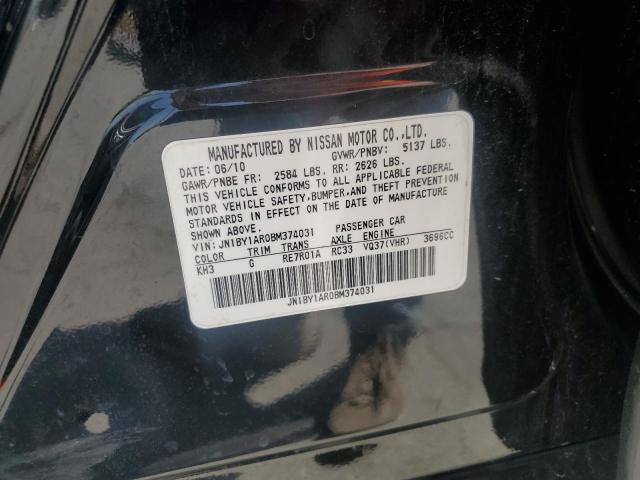 MANUFACTURED BY NISSAN MOTOR CO.,LTD.
DATE: 06/10 GVWR/PNBV: 5137 LBS.
GAWR/PNBE FR: 2584 LBS. RR: 2626 LBS.
THIS VEHICLE CONFORMS TO ALL APPLICABLE FEDERAL
MOTOR VEHICLE SAFETY,BUMPER,AND THEFT PREVENTION
STANDARDS IN EFFECT ON THE DATE OF MANUFACTURE
SHOWN ABOVE.
VIN: JN1BY1AR0BM374031 PASSENGER CAR
COLOR TRIM TRANS AXLE ENGINE
KH3 G RE7R01A RC33 VQ37(VHR) 3696CC
JN1BY1AR0BM374031